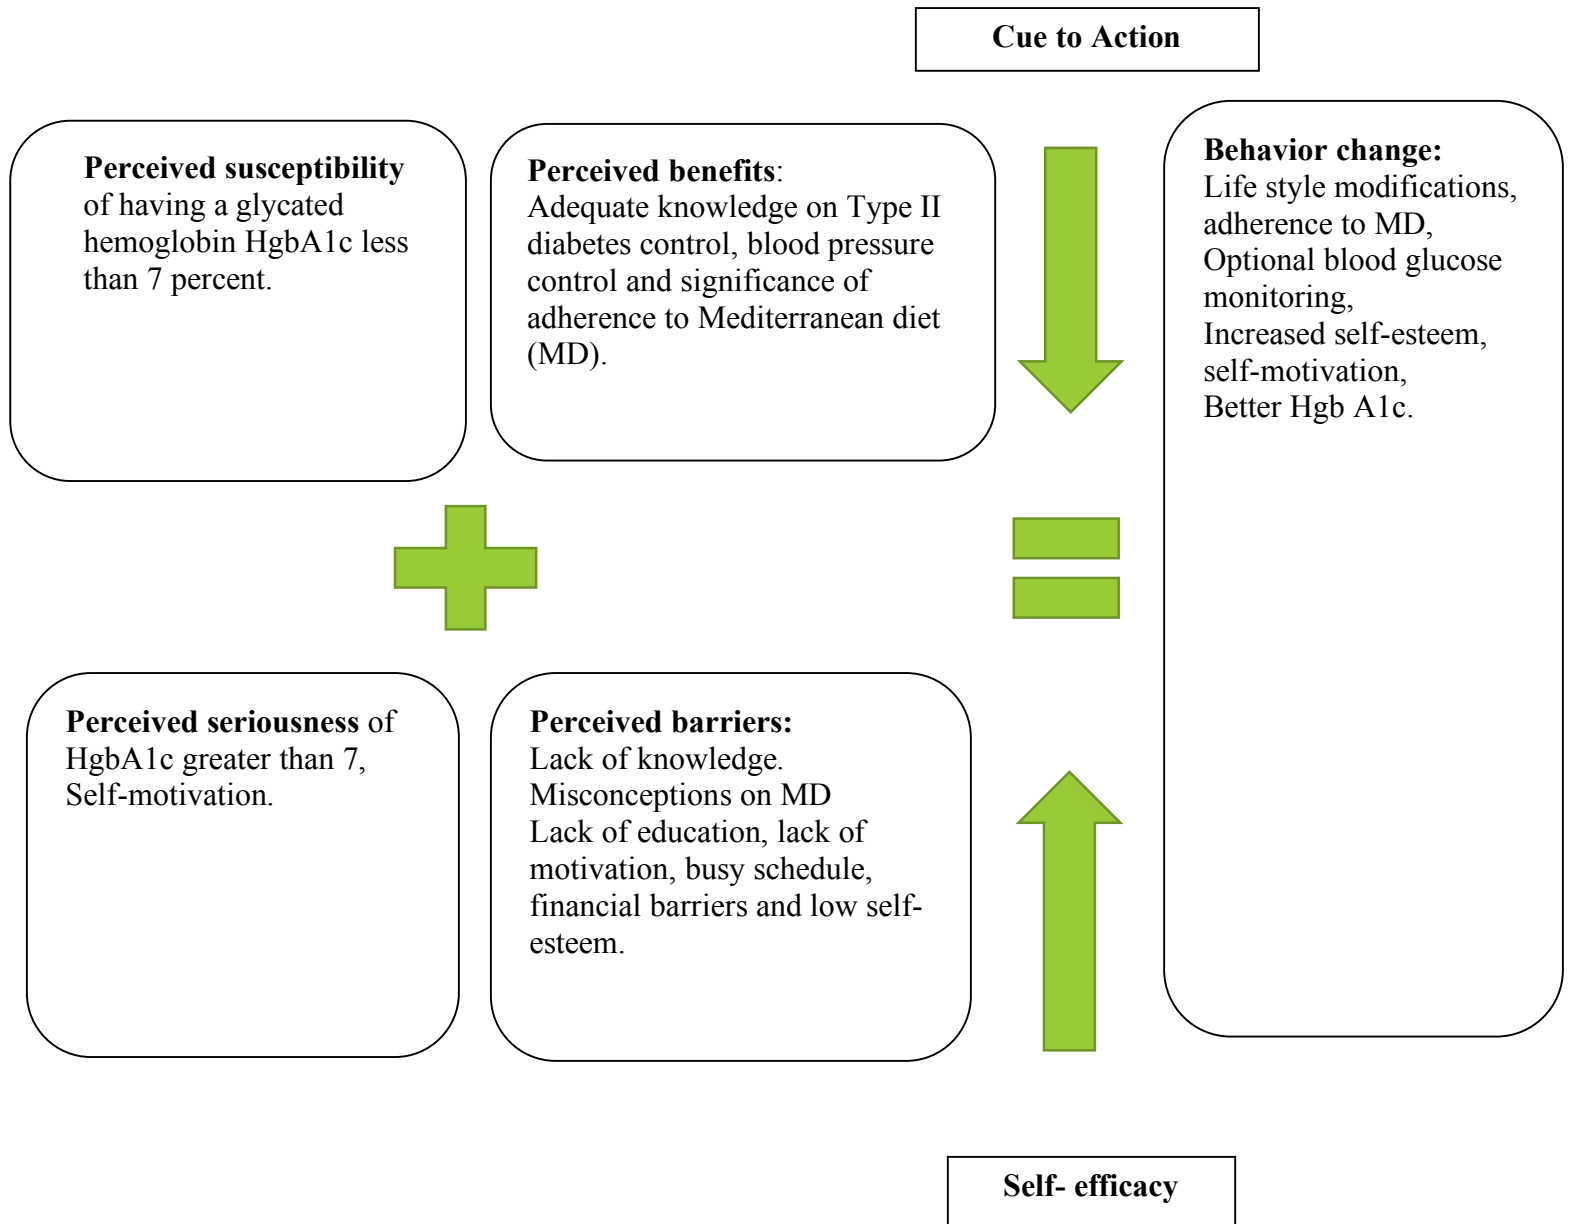 Cue to Action
Perceived susceptibility
of having a glycated
hemoglobin HgbA1c less
than 7 percent.
Perceived benefits:
Adequate knowledge on Type II
diabetes control, blood pressure
control and significance of
adherence to Mediterranean diet
(MD).
Behavior change:
Life style modifications,
adherence to MD,
Optional blood glucose
monitoring,
Increased self-esteem,
self-motivation,
Better Hgb A1c.
Perceived seriousness of
HgbA1c greater than 7,
Self-motivation.
Perceived barriers:
Lack of knowledge.
Misconceptions on MD
Lack of education, lack of
motivation, busy schedule,
financial barriers and low self-
esteem.
Self- efficacy